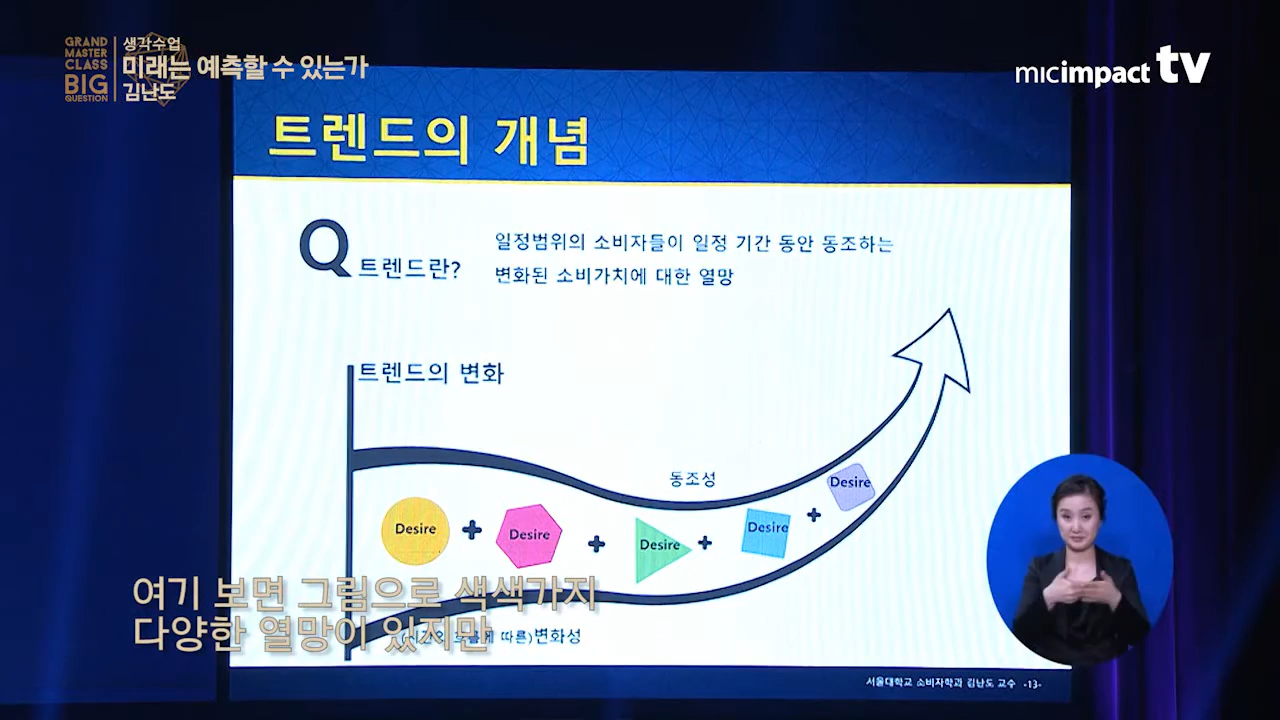 GRAND
MASTER
CLASS
BIG
QUESTION
생각수업
미래는 예측할 수 있는가
김난도
micimpact tv
트렌드의 개념
Q 트렌드란?
일정범위의 소비자들이 일정 기간 동안 동조하는
변화된 소비가치에 대한 열망
트렌드의 변화
동조성
Desire + Desire + Desire + Desire + Desire
여기 보면 그림으로 색색가지
다양한 열망이 있지만
따른)변화성
서울대학교 소비자학과 김난도 교수 -13-